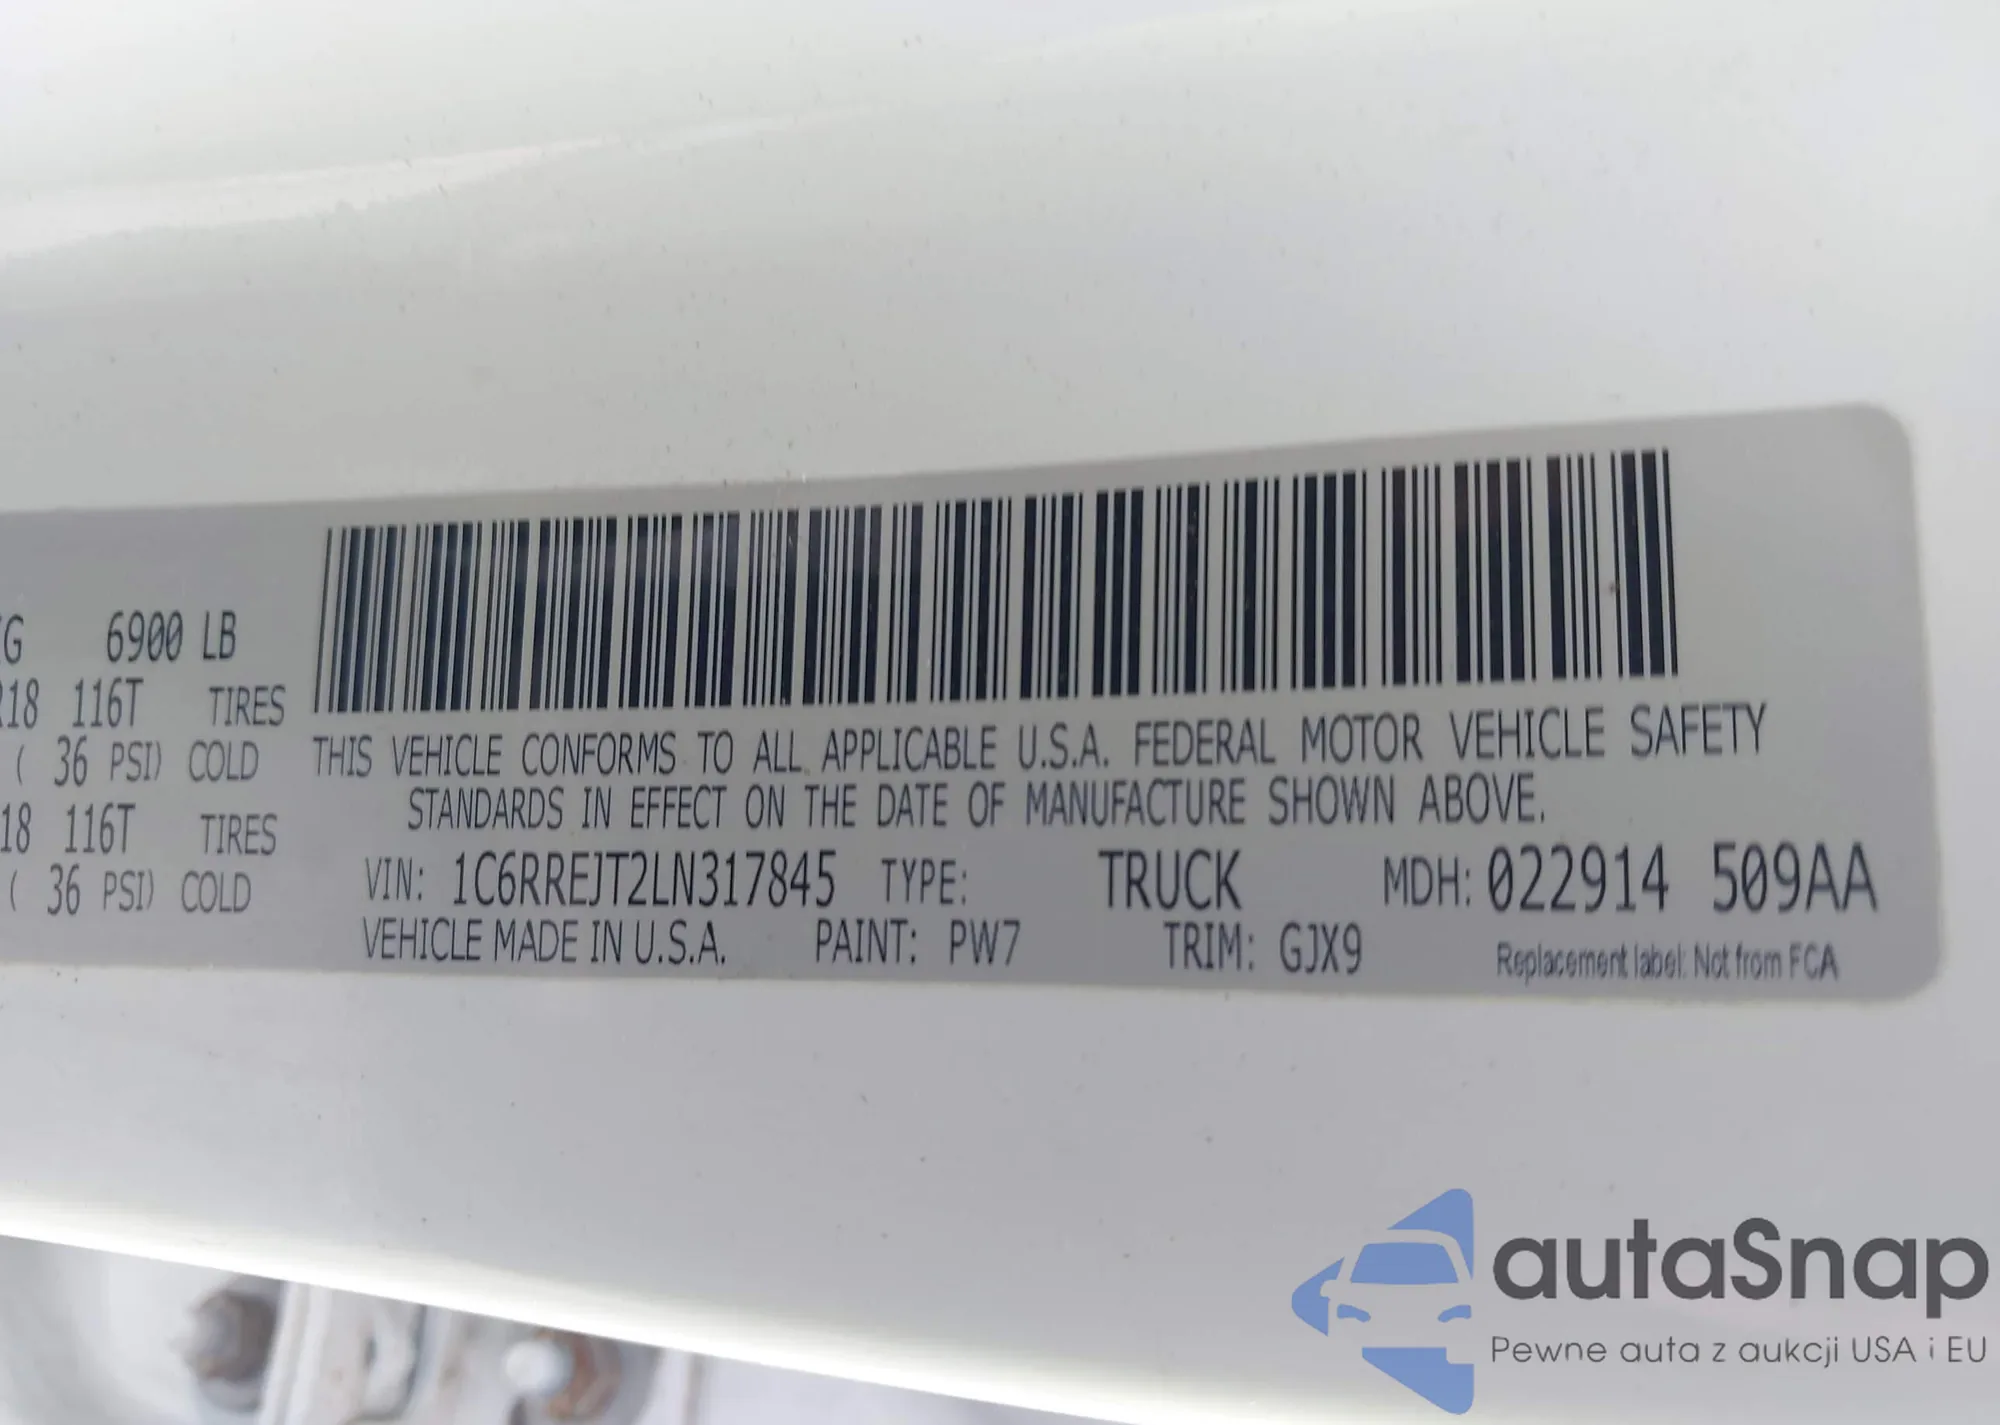 G 6900 LB
R18 116T TIRES
( 36 PSI) COLD
18 116T TIRES
( 36 PSI) COLD
THIS VEHICLE CONFORMS TO ALL APPLICABLE U.S.A. FEDERAL MOTOR VEHICLE SAFETY
STANDARDS IN EFFECT ON THE DATE OF MANUFACTURE SHOWN ABOVE.
VIN: 1C6RREJT2LN317845 TYPE: TRUCK MDH: 022914 509AA
VEHICLE MADE IN U.S.A. PAINT: PW7 TRIM: GJX9
Replacement label: Not from FCA
autaSnap
Pewne auta z aukcji USA i EU